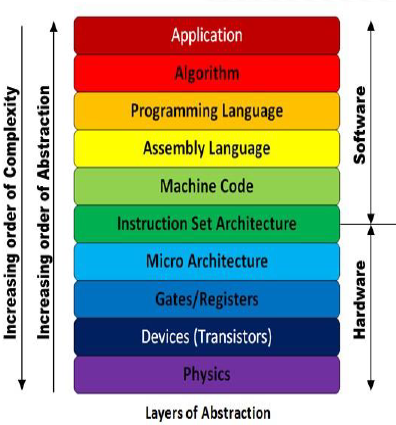 Application
Algorithm
Programming Language
Assembly Language
Machine Code
Instruction Set Architecture
Micro Architecture
Gates/Registers
Devices (Transistors)
Physics
Increasing order of Complexity
Increasing order of Abstraction
Software
Hardware
Layers of Abstraction